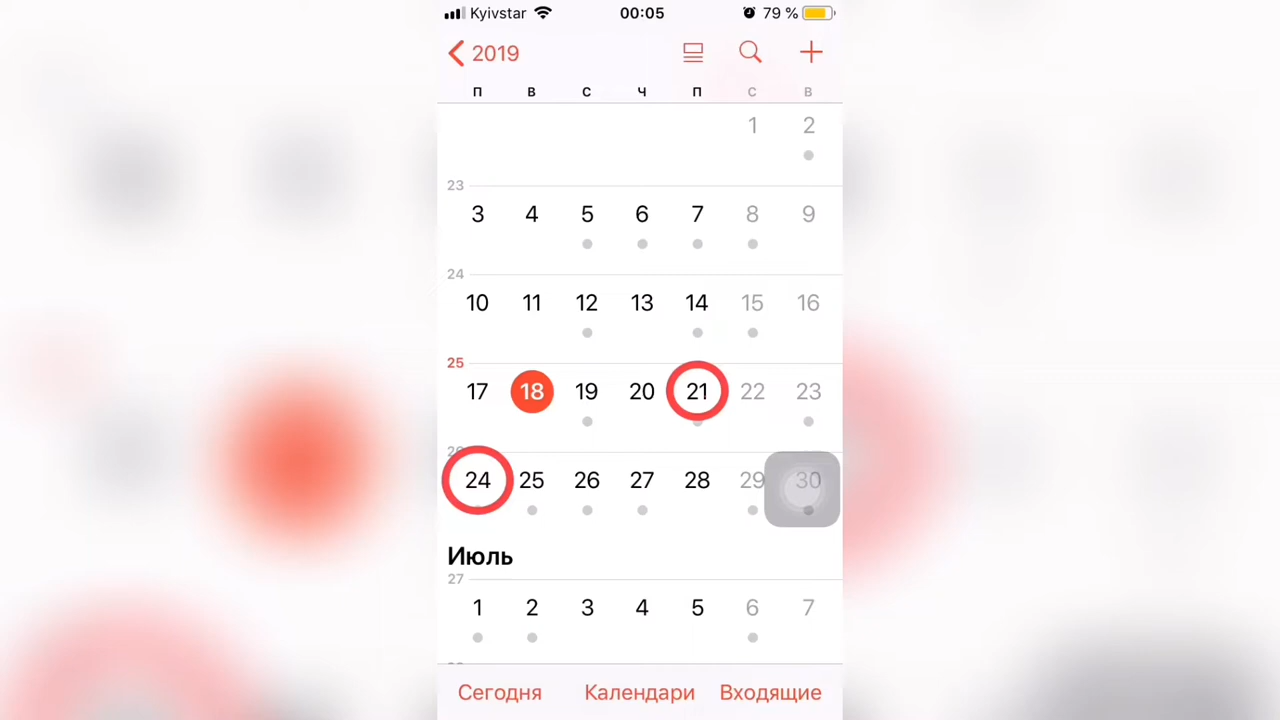 Kyivstar 00:05 79 %
2019
П В С Ч П С В
1 2
23
3 4 5 6 7 8 9
24
10 11 12 13 14 15 16
25
17 18 19 20 21 22 23
24 25 26 27 28 29 30
Июль
27
1 2 3 4 5 6 7
Сегодня Календари Входящие